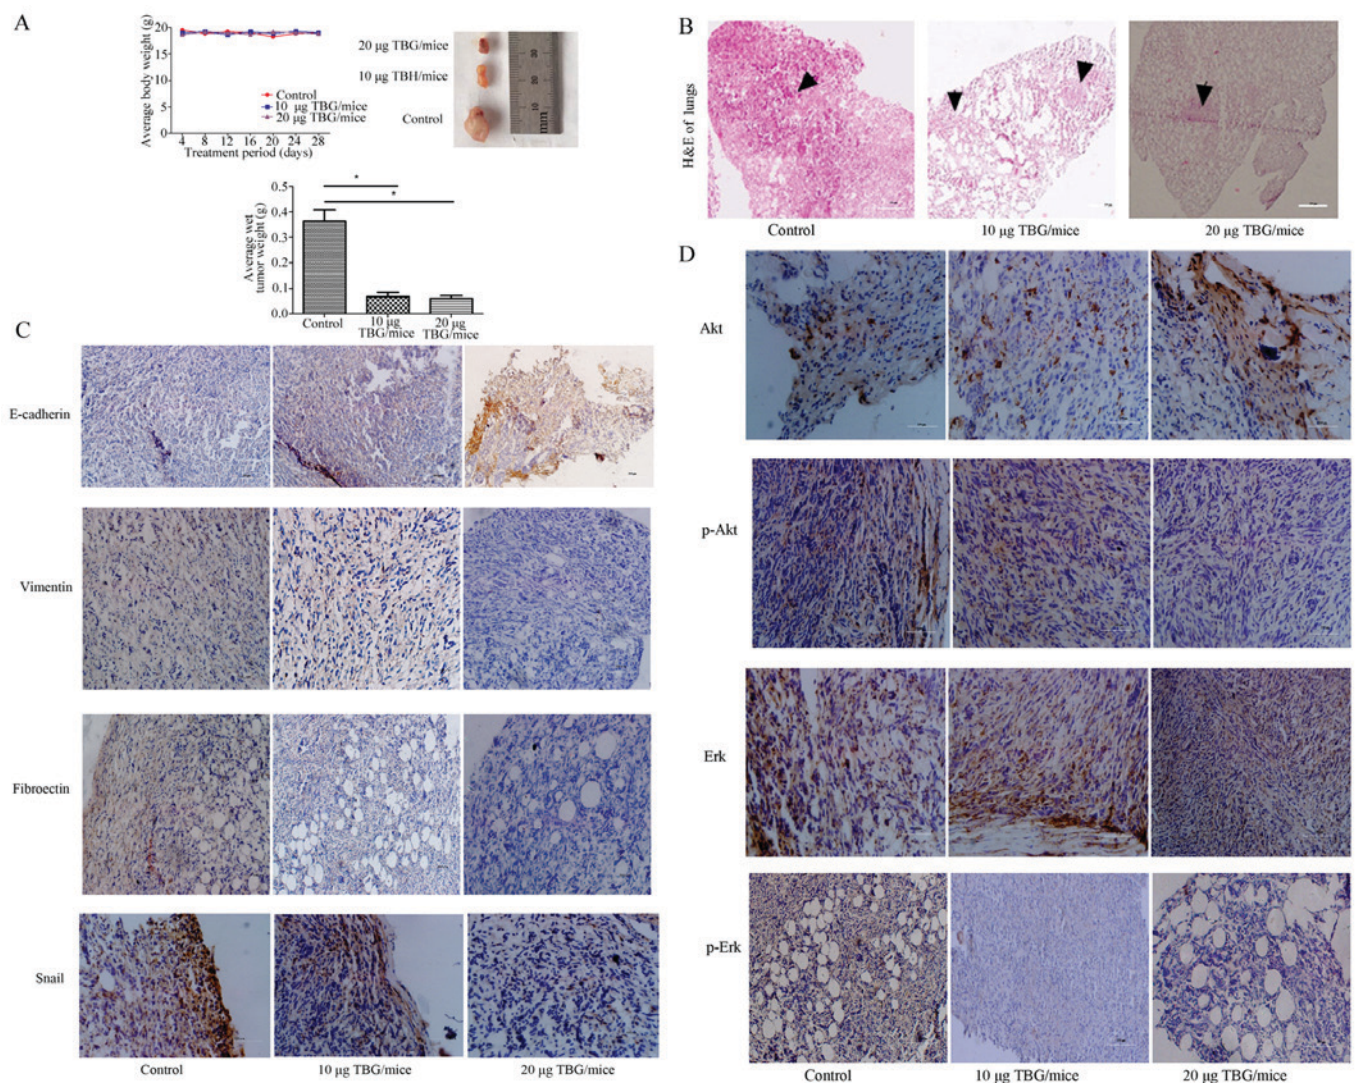 A
Average body weight (g)
20
15
10
5
0
Control
10 μg TBG/mice
20 μg TBG/mice
4 8 12 16 20 24 28
Treatment period (days)
20 μg TBG/mice
10 μg TBH/mice
Control
30
20
10
mm
Average wet
tumor weight (g)
0.5
0.4
0.3
0.2
0.1
0.0
*
*
Control
10 μg
TBG/mice
20 μg
TBG/mice
B
H&E of lungs
Control
10 μg TBG/mice
20 μg TBG/mice
C
E-cadherin
Vimentin
Fibroectin
Snail
Control
10 μg TBG/mice
20 μg TBG/mice
D
Akt
p-Akt
Erk
p-Erk
Control
10 μg TBG/mice
20 μg TBG/mice